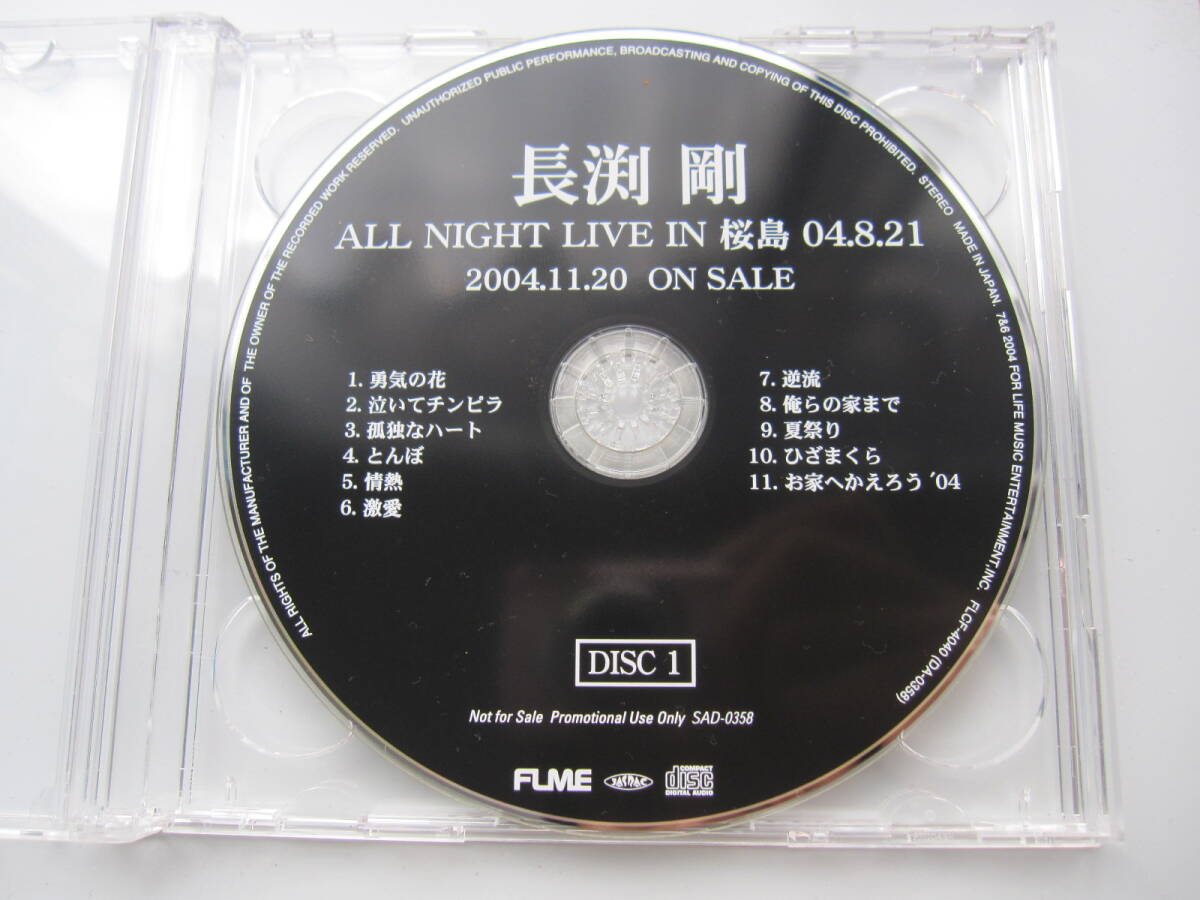 ALL RIGHTS OF THE MANUFACTURER AND OF THE OWNER OF THE RECORDED WORK RESERVED. UNAUTHORIZED PUBLIC PERFORMANCE, BROADCASTING AND COPYING OF THIS DISC PROHIBITED. STEREO MADE IN JAPAN. 7&6 2004 FOR LIFE MUSIC ENTERTAINMENT, INC. FLCF-4040 (DA-0358)
長渕 剛
ALL NIGHT LIVE IN 桜島 04.8.21
2004.11.20 ON SALE
1. 勇気の花
2. 泣いてチンピラ
3. 孤独なハート
4. とんぼ
5. 情熱
6. 激愛
7. 逆流
8. 俺らの家まで
9. 夏祭り
10. ひざまくら
11. お家へかえろう '04
DISC 1
Not for Sale Promotional Use Only SAD-0358
FLME
JASRAC
COMPACT
disc
DIGITAL AUDIO